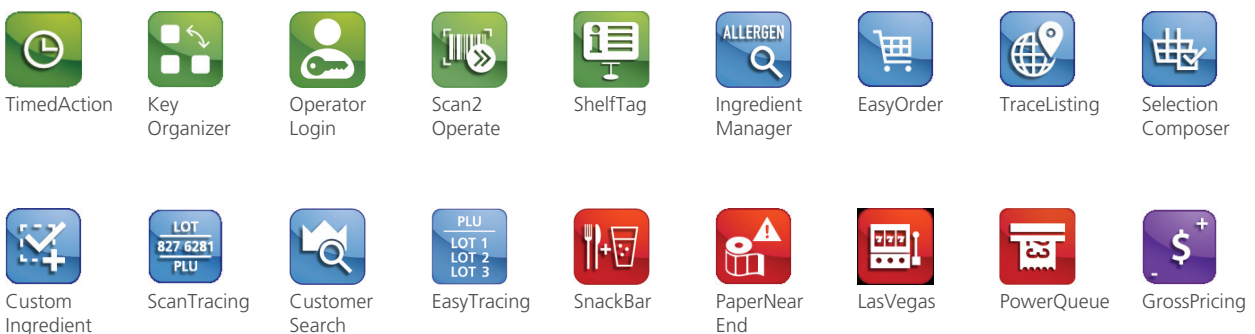 ALLERGEN
TimedAction
Key
Organizer
Operator
Login
Scan2
Operate
ShelfTag
Ingredient
Manager
EasyOrder
TraceListing
Selection
Composer
LOT
827 6281
PLU
PLU
LOT 1
LOT 2
LOT 3
777
$
Custom
Ingredient
ScanTracing
Customer
Search
EasyTracing
SnackBar
PaperNear
End
LasVegas
PowerQueue
GrossPricing